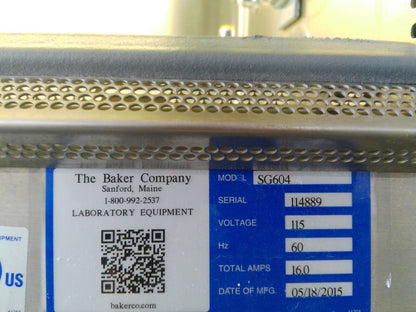 The Baker Company
Sanford, Maine
1-800-992-2537
LABORATORY EQUIPMENT
bakerco.com
MODEL SG604
SERIAL 114889
VOLTAGE 115
Hz 60
TOTAL AMPS 16.0
DATE OF MFG. 05/18/2015
EQUIPMENT
US